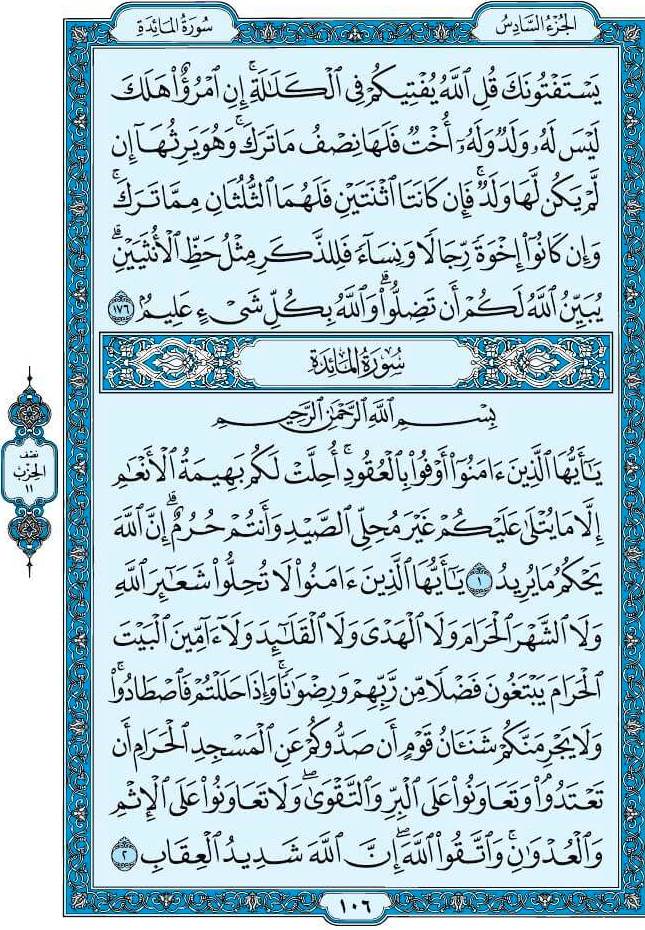 سُورَةُ المَائِدَةِ
الجُزْءُ السَّادِسُ
يَسۡتَفۡتُونَكَ قُلِ ٱللَّهُ يُفۡتِيكُمۡ فِي ٱلۡكَلَٰلَةِۚ إِنِ ٱمۡرُؤٌاْ هَلَكَ
لَيۡسَ لَهُۥ وَلَدٞ وَلَهُۥٓ أُخۡتٞ فَلَهَا نِصۡفُ مَا تَرَكَۚ وَهُوَ يَرِثُهَآ إِن
لَّمۡ يَكُن لَّهَا وَلَدٞۚ فَإِن كَانَتَا ٱثۡنَتَيۡنِ فَلَهُمَا ٱلثُّلُثَانِ مِمَّا تَرَكَۚ
وَإِن كَانُوٓاْ إِخۡوَةٗ رِّجَالٗا وَنِسَآءٗ فَلِلذَّكَرِ مِثۡلُ حَظِّ ٱلۡأُنثَيَيۡنِۗ
يُبَيِّنُ ٱللَّهُ لَكُمۡ أَن تَضِلُّواْۗ وَٱللَّهُ بِكُلِّ شَيۡءٍ عَلِيمُۢ ١٧٦
سُورَةُ المَائِدَةِ
بِسۡمِ ٱللَّهِ ٱلرَّحۡمَٰنِ ٱلرَّحِيمِ
يَٰٓأَيُّهَا ٱلَّذِينَ ءَامَنُوٓاْ أَوۡفُواْ بِٱلۡعُقُودِۚ أُحِلَّتۡ لَكُم بَهِيمَةُ ٱلۡأَنۡعَٰمِ
إِلَّا مَا يُتۡلَىٰ عَلَيۡكُمۡ غَيۡرَ مُحِلِّي ٱلصَّيۡدِ وَأَنتُمۡ حُرُمٌۗ إِنَّ ٱللَّهَ
يَحۡكُمُ مَا يُرِيدُ ١ يَٰٓأَيُّهَا ٱلَّذِينَ ءَامَنُواْ لَا تُحِلُّواْ شَعَٰٓئِرَ ٱللَّهِ
وَلَا ٱلشَّهۡرَ ٱلۡحَرَامَ وَلَا ٱلۡهَدۡيَ وَلَا ٱلۡقَلَٰٓئِدَ وَلَآ ءَآمِّينَ ٱلۡبَيۡتَ
ٱلۡحَرَامَ يَبۡتَغُونَ فَضۡلٗا مِّن رَّبِّهِمۡ وَرِضۡوَٰنٗاۚ وَإِذَا حَلَلۡتُمۡ فَٱصۡطَادُواْۚ
وَلَا يَجۡرِمَنَّكُمۡ شَنَـَٔانُ قَوۡمٍ أَن صَدُّوكُمۡ عَنِ ٱلۡمَسۡجِدِ ٱلۡحَرَامِ أَن
تَعۡتَدُواْۘ وَتَعَاوَنُواْ عَلَى ٱلۡبِرِّ وَٱلتَّقۡوَىٰۖ وَلَا تَعَاوَنُواْ عَلَى ٱلۡإِثۡمِ
وَٱلۡعُدۡوَٰنِۚ وَٱتَّقُواْ ٱللَّهَۖ إِنَّ ٱللَّهَ شَدِيدُ ٱلۡعِقَابِ ٢
نصف
الحزب
١١
١٠٦